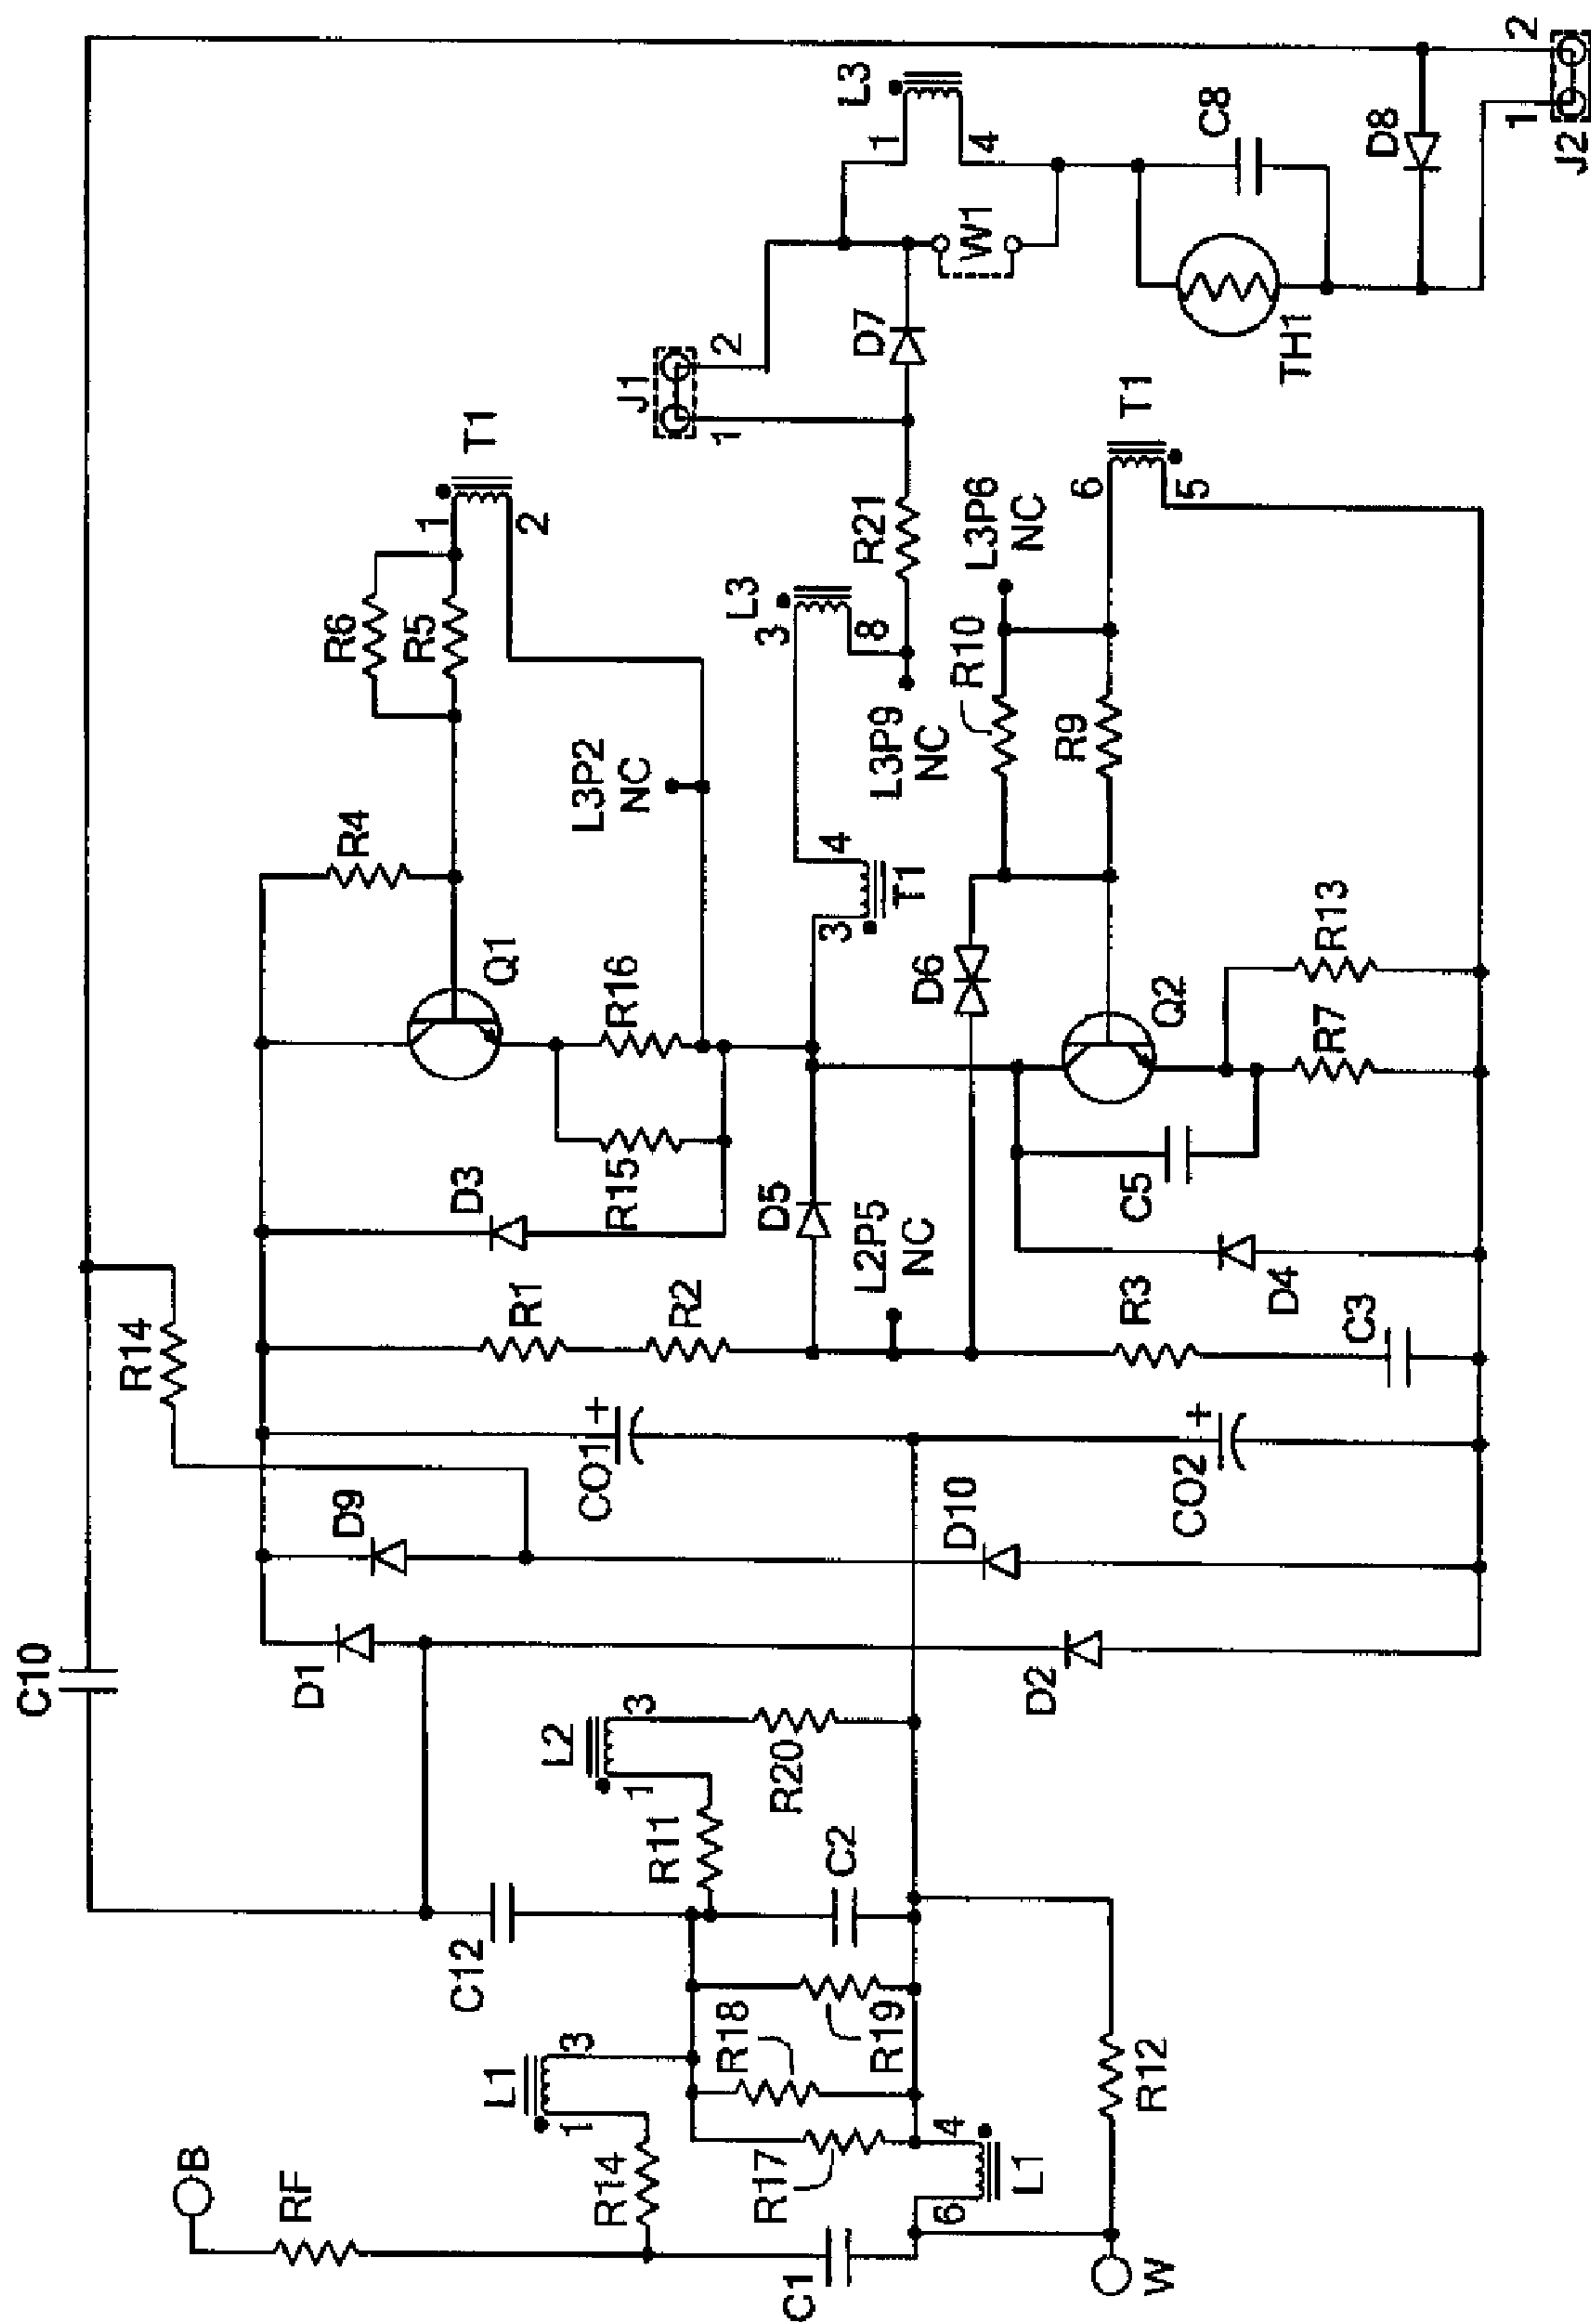 C10
R14
R6
R5
T1
1
2
R4
Q1
L3P2
NC
J1
1
2
L3
1
4
D7
W1
C8
D8
TH1
1
2
J2
D3
R1
R2
R15
R16
D5
L2P5
NC
3
4
T1
L3
3
8
R21
L3P9
NC
L3P6
NC
R10
R9
D6
Q2
6
5
T1
R13
R7
C5
D4
R3
C3
D9
CO1
+
D10
CO2
+
D1
D2
L2
1
3
R20
R11
C2
C12
L1
1
3
R18
R19
R17
R14
B
RF
C1
6
4
L1
R12
W